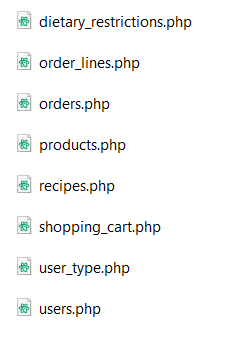 dietary_restrictions.php
order_lines.php
orders.php
products.php
recipes.php
shopping_cart.php
user_type.php
users.php